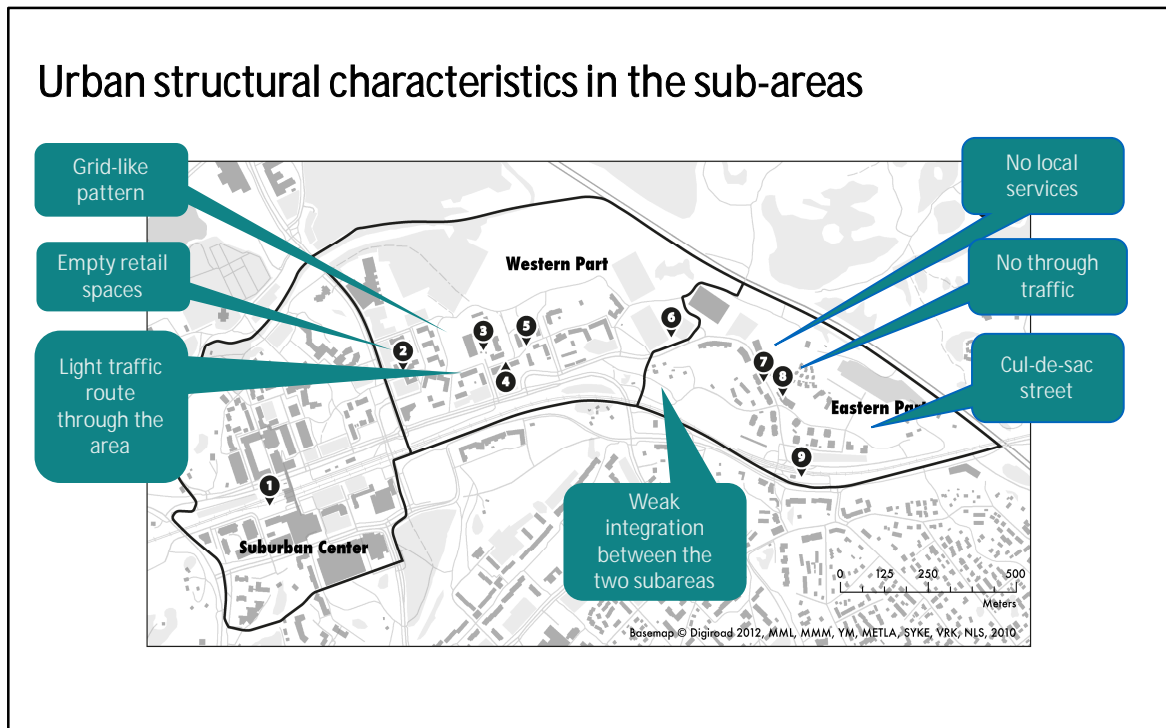 Urban structural characteristics in the sub-areas
Grid-like
pattern
Empty retail
spaces
Light traffic
route
through the
area
No local
services
No through
traffic
Cul-de-sac
street
Weak
integration
between the
two subareas
Western Part
Eastern Part
Suburban Center
1
2
3
4
5
6
7
8
9
0 125 250 500
Meters
Basemap © Digiroad 2012, MML, MMM, YM, METLA, SYKE, VRK, NLS, 2010